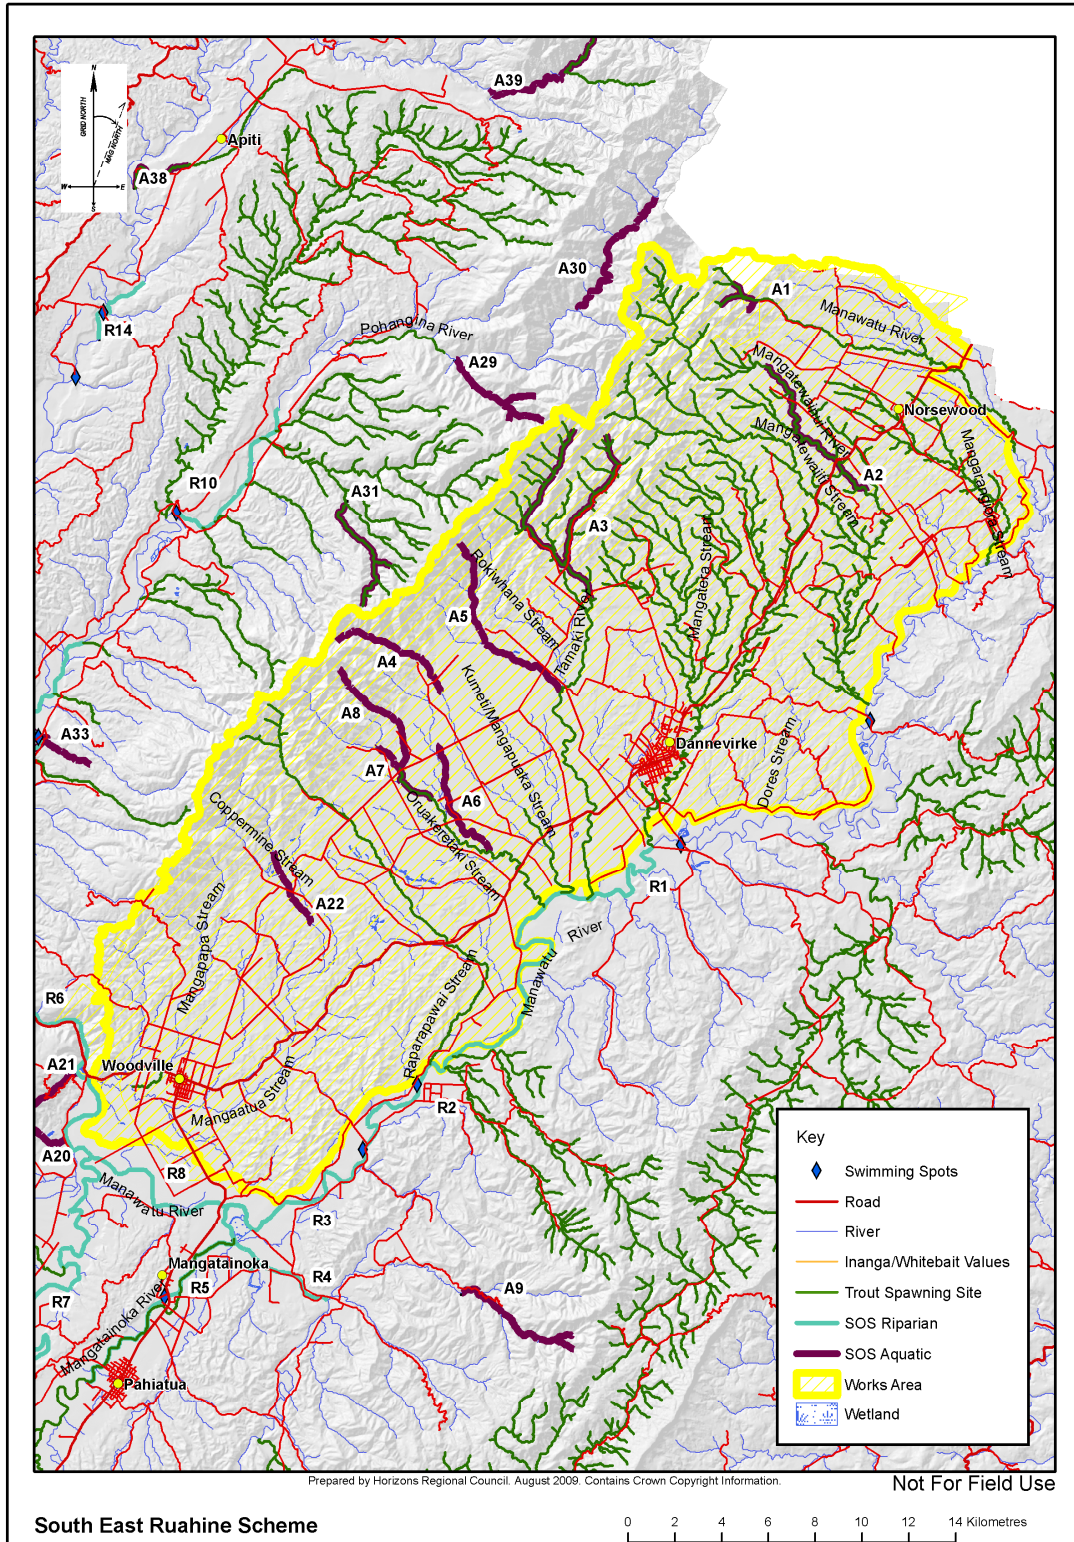 N
GRID NORTH
MAG NORTH
W
E
S
A39
Apiti
A38
A30
A1
Manawatu River
R14
Pohangina River
A29
Mangatewainui River
Norsewood
Mangatewaiiti Stream
Mangarangiora Stream
A2
R10
A31
A3
Mangatera Stream
Rokiwhana Stream
A5
Tamaki River
A4
Kumeti/Mangapuaka Stream
A8
A33
Dannevirke
Dores Stream
A7
A6
Oruakeretaki Stream
Coppermine Stream
R1
A22
Mangapapa Stream
Manawatu River
Raparapawai Stream
R6
A21
Woodville
Mangaatua Stream
R2
A20
R8
Manawatu River
R3
Mangatainoka
R4
R5
A9
R7
Mangatainoka River
Pahiatua
Key
Swimming Spots
Road
River
Inanga/Whitebait Values
Trout Spawning Site
SOS Riparian
SOS Aquatic
Works Area
Wetland
Prepared by Horizons Regional Council. August 2009. Contains Crown Copyright Information.
Not For Field Use
South East Ruahine Scheme
0 2 4 6 8 10 12 14 Kilometres